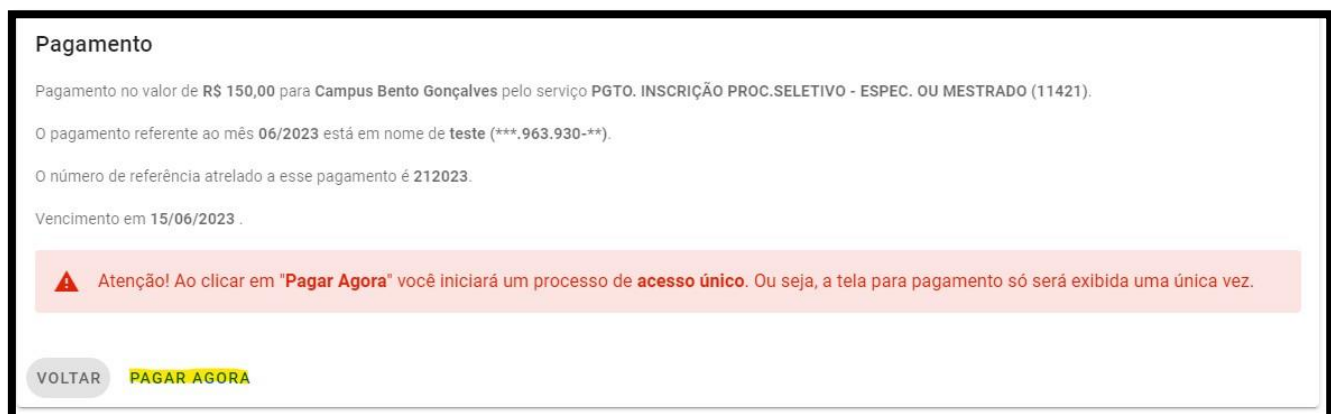 Pagamento
Pagamento no valor de R$ 150,00 para Campus Bento Gonçalves pelo serviço PGTO. INSCRIÇÃO PROC.SELETIVO - ESPEC. OU MESTRADO (11421).
O pagamento referente ao mês 06/2023 está em nome de teste (***.963.930-**).
O número de referência atrelado a esse pagamento é 212023.
Vencimento em 15/06/2023 .
Atenção! Ao clicar em "Pagar Agora" você iniciará um processo de acesso único. Ou seja, a tela para pagamento só será exibida uma única vez.
VOLTAR PAGAR AGORA